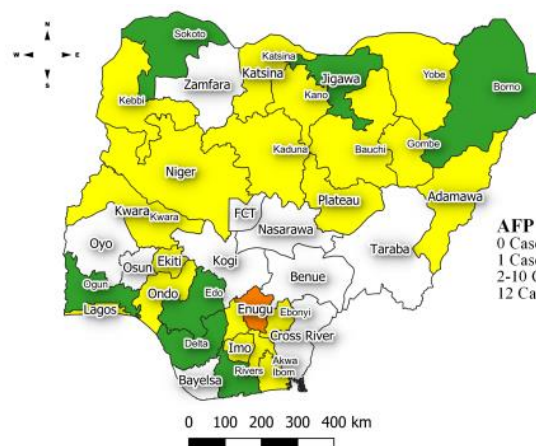 N
W E
S
Sokoto
Katsina
Zamfara
Katsina
Jigawa
Yobe
Borno
Kebbi
Kano
Kaduna
Bauchi
Gombe
Niger
Plateau
Adamawa
Kwara
Kwara
FCT
Nasarawa
AFP
0 Case
1 Case
2-10 C
12 Ca
Oyo
Taraba
Osun
Ekiti
Kogi
Benue
Ogun
Ondo
Edo
Lagos
Enugu
Ebonyi
Cross River
Delta
Imo
Akwa
Ibom
Bayelsa
Rivers
0 100 200 300 400 km